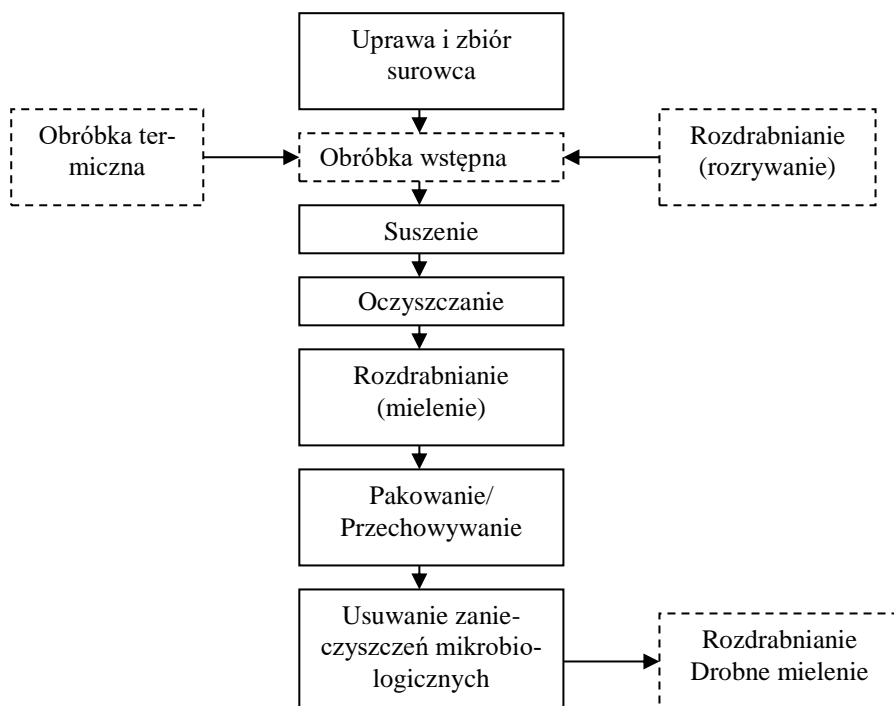 Uprawa i zbiór
surowca
Obróbka ter-
miczna
Obróbka wstępna
Rozdrabnianie
(rozrywanie)
Suszenie
Oczyszczanie
Rozdrabnianie
(mielenie)
Pakowanie/
Przechowywanie
Usuwanie zanie-
czyszczeń mikrobio-
logicznych
Rozdrabnianie
Drobne mielenie